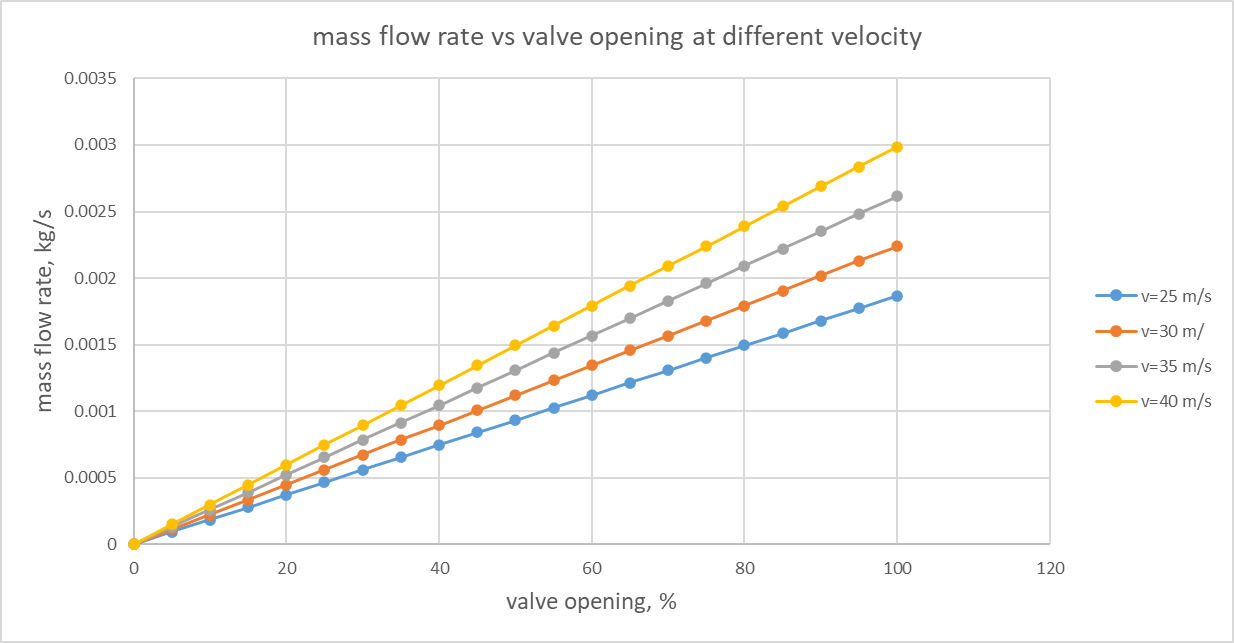 mass flow rate vs valve opening at different velocity
0.0035
0.003
0.0025
0.002
0.0015
0.001
0.0005
0
mass flow rate, kg/s
0 20 40 60 80 100 120
valve opening, %
v=25 m/s
v=30 m/
v=35 m/s
v=40 m/s